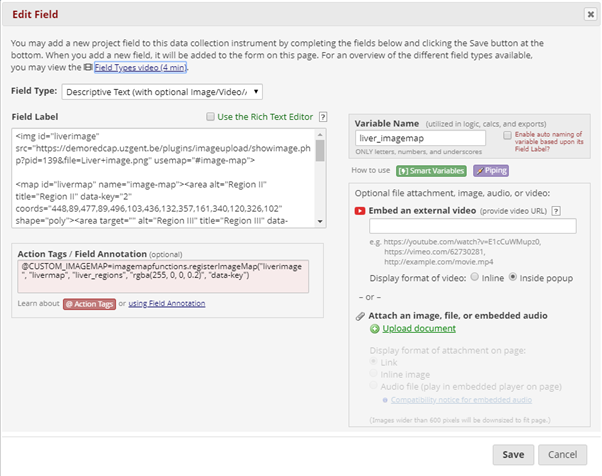 Edit Field
You may add a new project field to this data collection instrument by completing the fields below and clicking the Save button at the
bottom. When you add a new field, it will be added to the form on this page. For an overview of the different field types available,
you may view the Field Types video (4 min).
Field Type: Descriptive Text (with optional Image/Video/A
Field Label
Use the Rich Text Editor ?
<img id="liverimage"
src="https://demoredcap.uzgent.be/plugins/imageupload/showimage.ph
p?pid=139&file=Liver+image.png" usemap="#image-map">
<map id="livermap" name="image-map"><area alt="Region II"
title="Region II" data-key="2"
coords="448,89,477,89,496,103,436,132,357,161,340,120,326,102"
shape="poly"><area target="" alt="Region III" title="Region III" data-
Action Tags / Field Annotation (optional)
@CUSTOM_IMAGEMAP=imagemapfunctions.registerImageMap("liverimage
", "livermap", "liver_regions", "rgba(255, 0, 0, 0.2)", "data-key")
Learn about @ Action Tags or using Field Annotation
Variable Name (utilized in logic, calcs, and exports)
liver_imagemap
ONLY letters, numbers, and underscores
Enable auto naming of
variable based upon its
Field Label?
How to use [] Smart Variables Piping
Optional file attachment, image, audio, or video:
Embed an external video (provide video URL) ?
e.g. https://youtube.com/watch?v=E1cCuWMupz0,
https://vimeo.com/62730281,
http://example.com/movie.mp4
Display format of video: Inline Inside popup
– or –
Attach an image, file, or embedded audio
Upload document
Display format of attachment on page:
Link
Inline image
Audio file (play in embedded player on page)
Compatibility notice for embedded audio
(Images wider than 600 pixels will be downsized to fit page.)
Save
Cancel